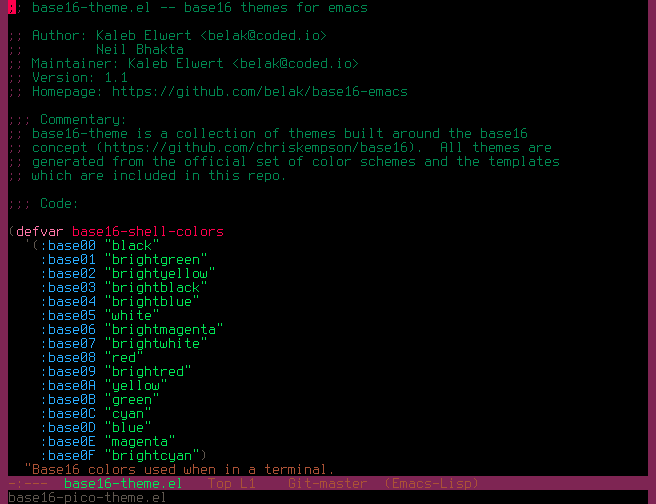 ;; base16-theme.el -- base16 themes for emacs

;; Author: Kaleb Elwert <belak@coded.io>
;;         Neil Bhakta
;; Maintainer: Kaleb Elwert <belak@coded.io>
;; Version: 1.1
;; Homepage: https://github.com/belak/base16-emacs

;;; Commentary:
;; base16-theme is a collection of themes built around the base16
;; concept (https://github.com/chriskempson/base16).  All themes are
;; generated from the official set of color schemes and the templates
;; which are included in this repo.

;;; Code:

(defvar base16-shell-colors
  '(:base00 "black"
    :base01 "brightgreen"
    :base02 "brightyellow"
    :base03 "brightblack"
    :base04 "brightblue"
    :base05 "white"
    :base06 "brightmagenta"
    :base07 "brightwhite"
    :base08 "red"
    :base09 "brightred"
    :base0A "yellow"
    :base0B "green"
    :base0C "cyan"
    :base0D "blue"
    :base0E "magenta"
    :base0F "brightcyan")
  "Base16 colors used when in a terminal.
-:---  base16-theme.el   Top L1    Git-master  (Emacs-Lisp)
base16-pico-theme.el